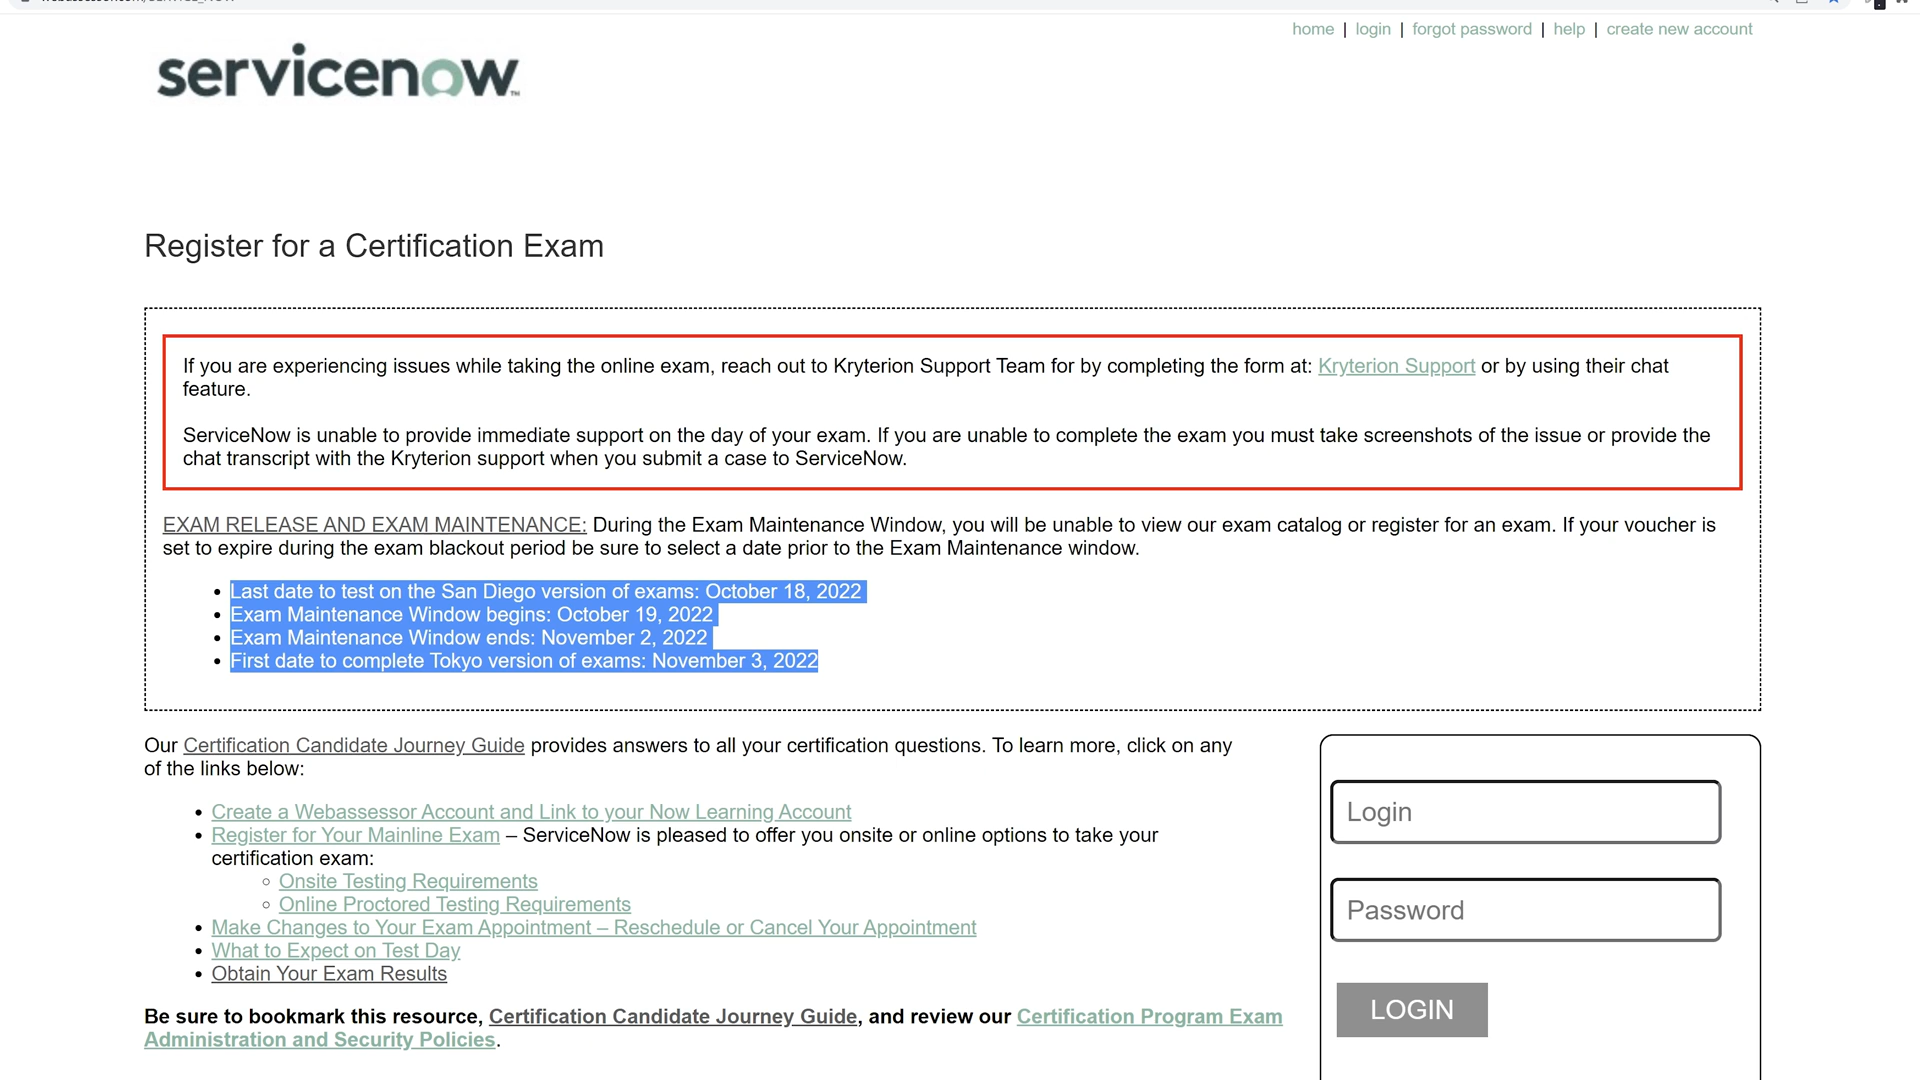 home | login | forgot password | help | create new account
servicenow™
Register for a Certification Exam
If you are experiencing issues while taking the online exam, reach out to Kryterion Support Team for by completing the form at: Kryterion Support or by using their chat
feature.
ServiceNow is unable to provide immediate support on the day of your exam. If you are unable to complete the exam you must take screenshots of the issue or provide the
chat transcript with the Kryterion support when you submit a case to ServiceNow.
EXAM RELEASE AND EXAM MAINTENANCE: During the Exam Maintenance Window, you will be unable to view our exam catalog or register for an exam. If your voucher is
set to expire during the exam blackout period be sure to select a date prior to the Exam Maintenance window.
• Last date to test on the San Diego version of exams: October 18, 2022
• Exam Maintenance Window begins: October 19, 2022
• Exam Maintenance Window ends: November 2, 2022
• First date to complete Tokyo version of exams: November 3, 2022
Our Certification Candidate Journey Guide provides answers to all your certification questions. To learn more, click on any
of the links below:
• Create a Webassessor Account and Link to your Now Learning Account
• Register for Your Mainline Exam – ServiceNow is pleased to offer you onsite or online options to take your
certification exam:
◦ Onsite Testing Requirements
◦ Online Proctored Testing Requirements
• Make Changes to Your Exam Appointment – Reschedule or Cancel Your Appointment
• What to Expect on Test Day
• Obtain Your Exam Results
Be sure to bookmark this resource, Certification Candidate Journey Guide, and review our Certification Program Exam
Administration and Security Policies.
Login
Password
LOGIN